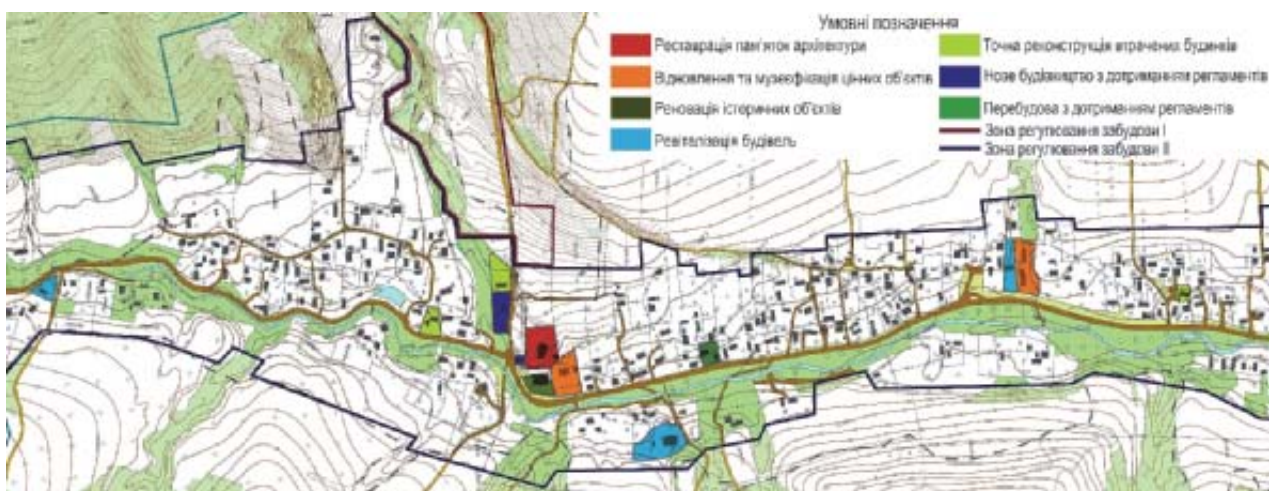 Умовні позначення
Реставрація пам'яток архітектури
Відновлення та музеєфікація цінних об'єктів
Реновація історичних об'єктів
Ревіталізація будівель
Точна реконструкція втрачених будинків
Нове будівництво з дотриманням регламентів
Перебудова з дотриманням регламентів
Зона регулювання забудови І
Зона регулювання забудови ІІ